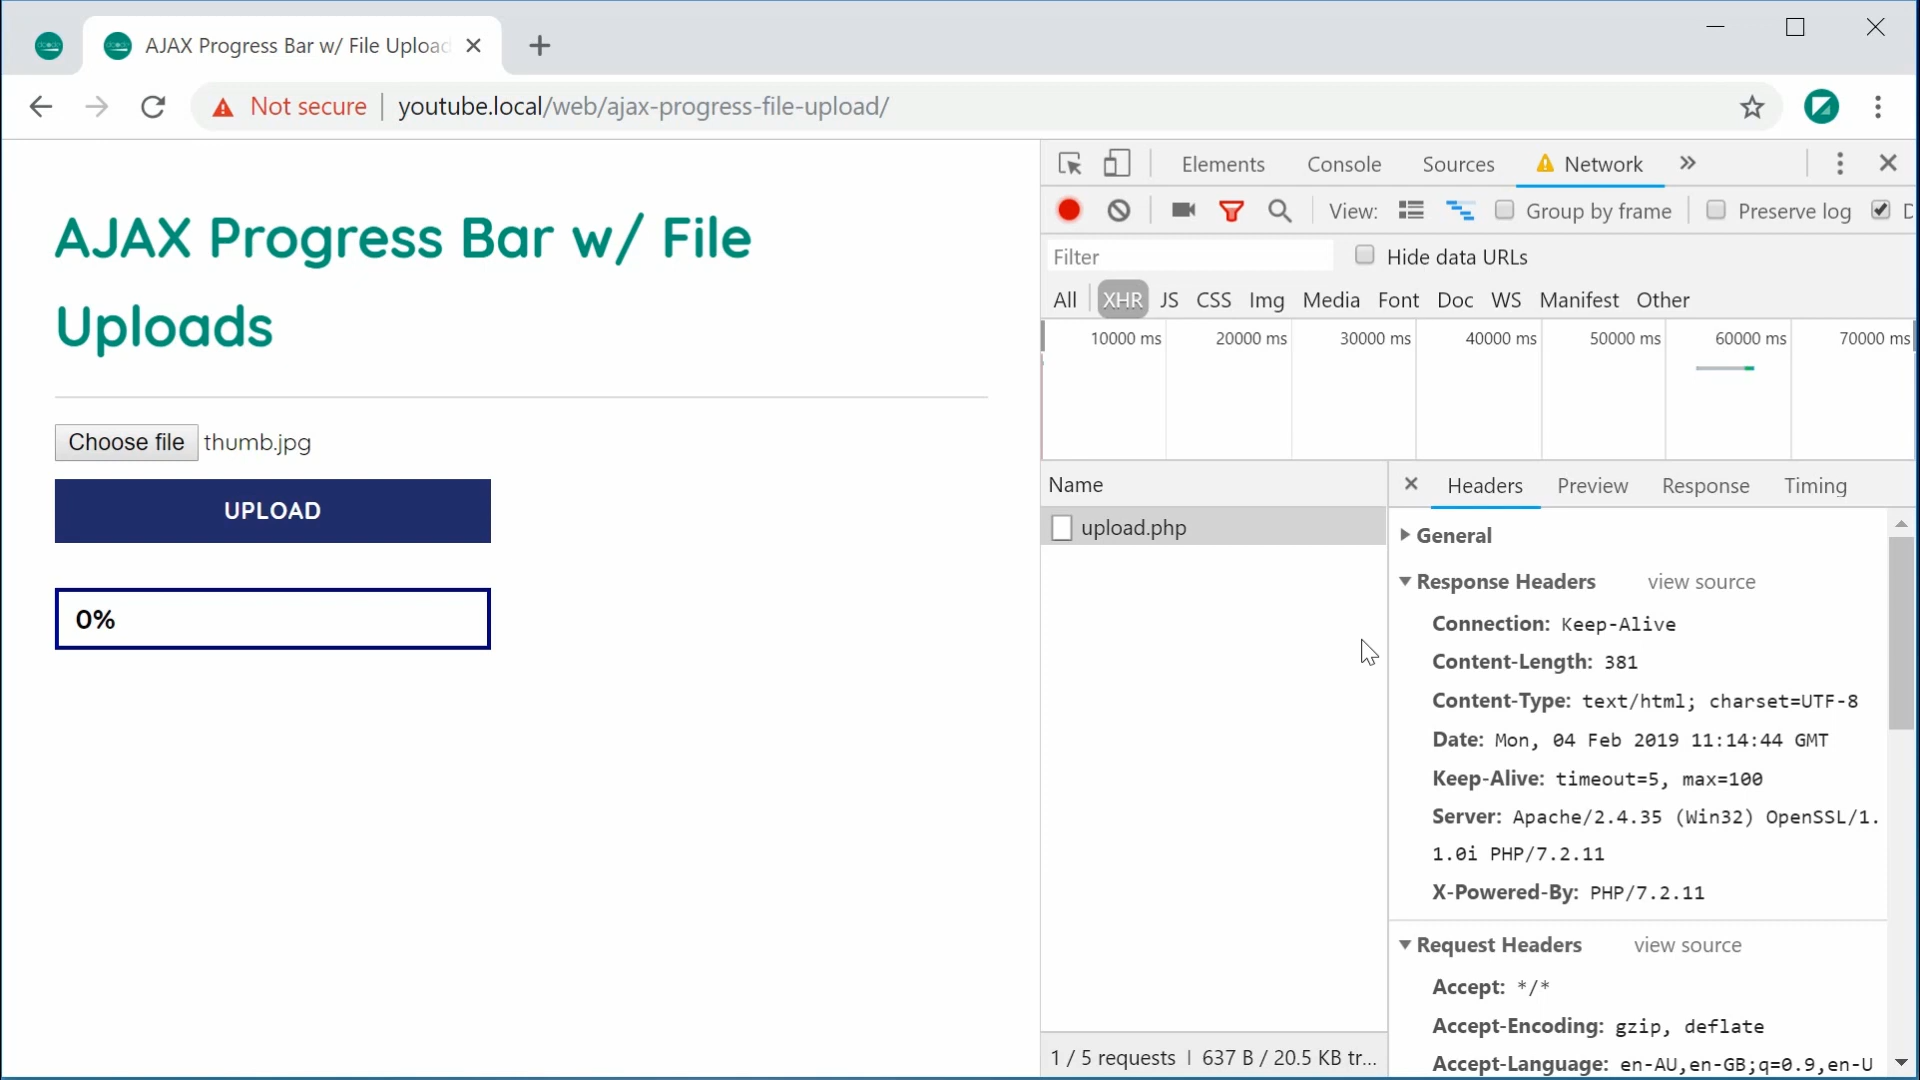 AJAX Progress Bar w/ File Upload
Not secure
youtube.local/web/ajax-progress-file-upload/
AJAX Progress Bar w/ File
Uploads
Choose file thumb.jpg
UPLOAD
0%
Elements Console Sources Network »
View: Group by frame Preserve log D
Filter Hide data URLs
All XHR JS CSS Img Media Font Doc WS Manifest Other
10000 ms 20000 ms 30000 ms 40000 ms 50000 ms 60000 ms 70000 ms
Name
upload.php
1 / 5 requests | 637 B / 20.5 KB tr...
Headers Preview Response Timing
General
Response Headers view source
Connection: Keep-Alive
Content-Length: 381
Content-Type: text/html; charset=UTF-8
Date: Mon, 04 Feb 2019 11:14:44 GMT
Keep-Alive: timeout=5, max=100
Server: Apache/2.4.35 (Win32) OpenSSL/1.
1.0i PHP/7.2.11
X-Powered-By: PHP/7.2.11
Request Headers view source
Accept: */*
Accept-Encoding: gzip, deflate
Accept-Language: en-AU,en-GB;q=0.9,en-U